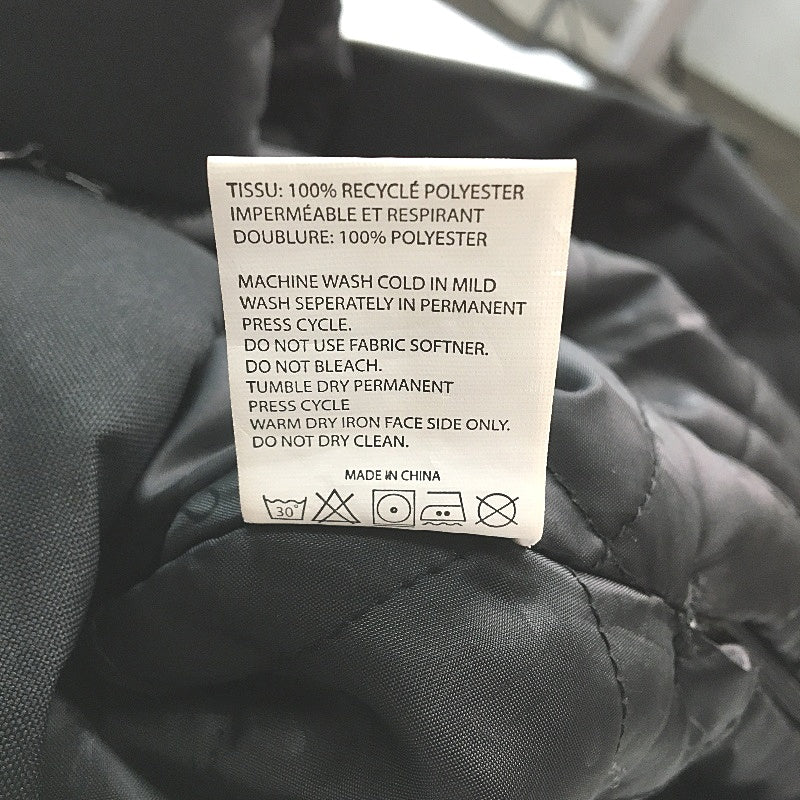 TISSU: 100% RECYCLÉ POLYESTER
IMPERMÉABLE ET RESPIRANT
DOUBLURE: 100% POLYESTER
MACHINE WASH COLD IN MILD
WASH SEPERATELY IN PERMANENT
PRESS CYCLE.
DO NOT USE FABRIC SOFTNER.
DO NOT BLEACH.
TUMBLE DRY PERMANENT
PRESS CYCLE
WARM DRY IRON FACE SIDE ONLY.
DO NOT DRY CLEAN.
MADE IN CHINA
30°